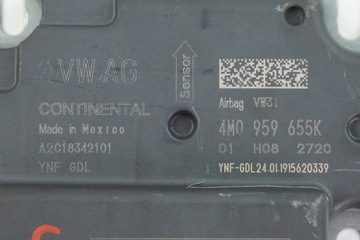 VW AG
CONTINENTAL
Made in Mexico
A2C18342101
YNF GDL
Sensor
Airbag VW31
4M0 959 655K
01 H08 2720
YNF-GDL24.01.1915620339